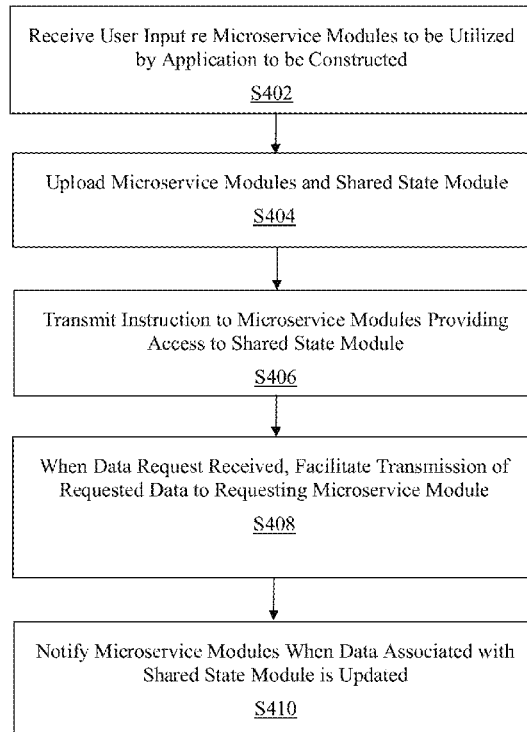 Receive User Input re Microservice Modules to be Utilized
by Application to be Constructed
S402
Upload Microservice Modules and Shared State Module
S404
Transmit Instruction to Microservice Modules Providing
Access to Shared State Module
S406
When Data Request Received, Facilitate Transmission of
Requested Data to Requesting Microservice Module
S408
Notify Microservice Modules When Data Associated with
Shared State Module is Updated
S410